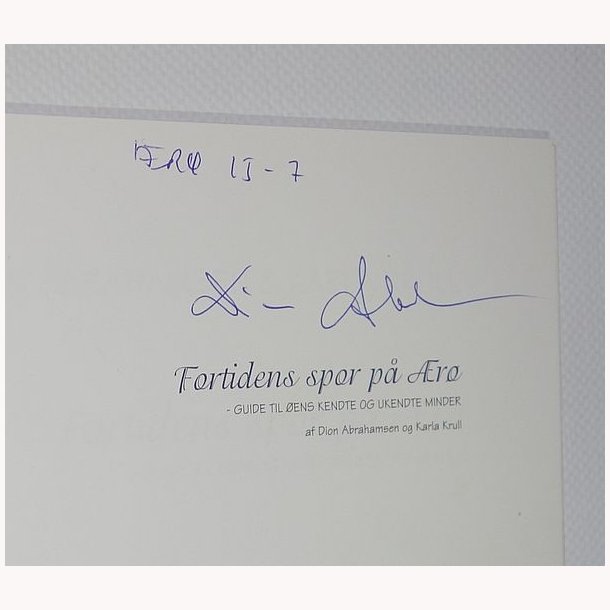 ÆRØ 15-7
Fortidens spor på Ærø
- GUIDE TIL ØENS KENDTE OG UKENDTE MINDER
af Dion Abrahamsen og Karla Krull